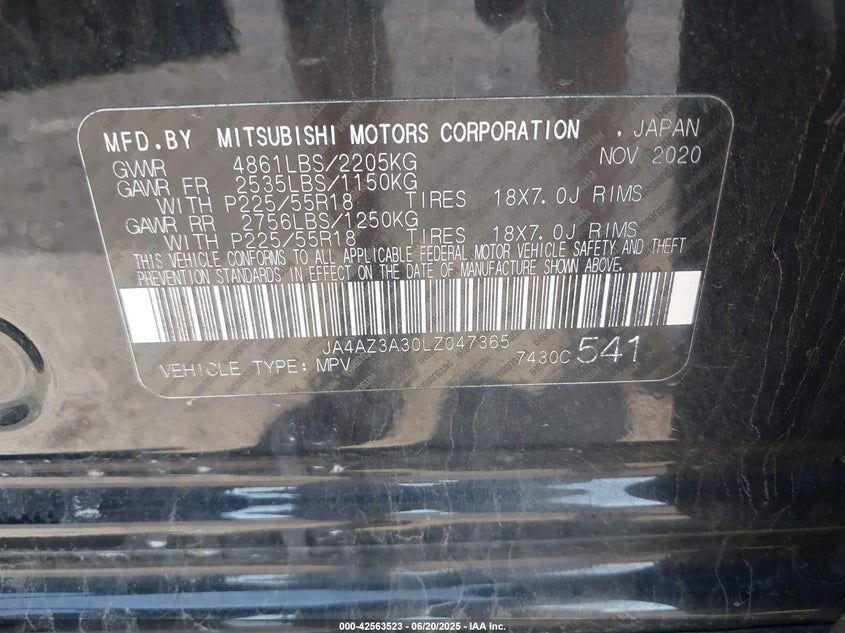 MFD.BY MITSUBISHI MOTORS CORPORATION , JAPAN
GVWR 4861LBS/2205KG NOV 2020
GAWR FR 2535LBS/1150KG
WITH P225/55R18 TIRES 18X7.0J RIMS
GAWR RR 2756LBS/1250KG
WITH P225/55R18 TIRES 18X7.0J RIMS
THIS VEHICLE CONFORMS TO ALL APPLICABLE FEDERAL MOTOR VEHICLE SAFETY AND THEFT
PREVENTION STANDARDS IN EFFECT ON THE DATE OF MANUFACTURE SHOWN ABOVE.
JA4AZ3A30LZ047365
VEHICLE TYPE: MPV 7430C 541
000-42563523 - 06/20/2025 - IAA Inc.